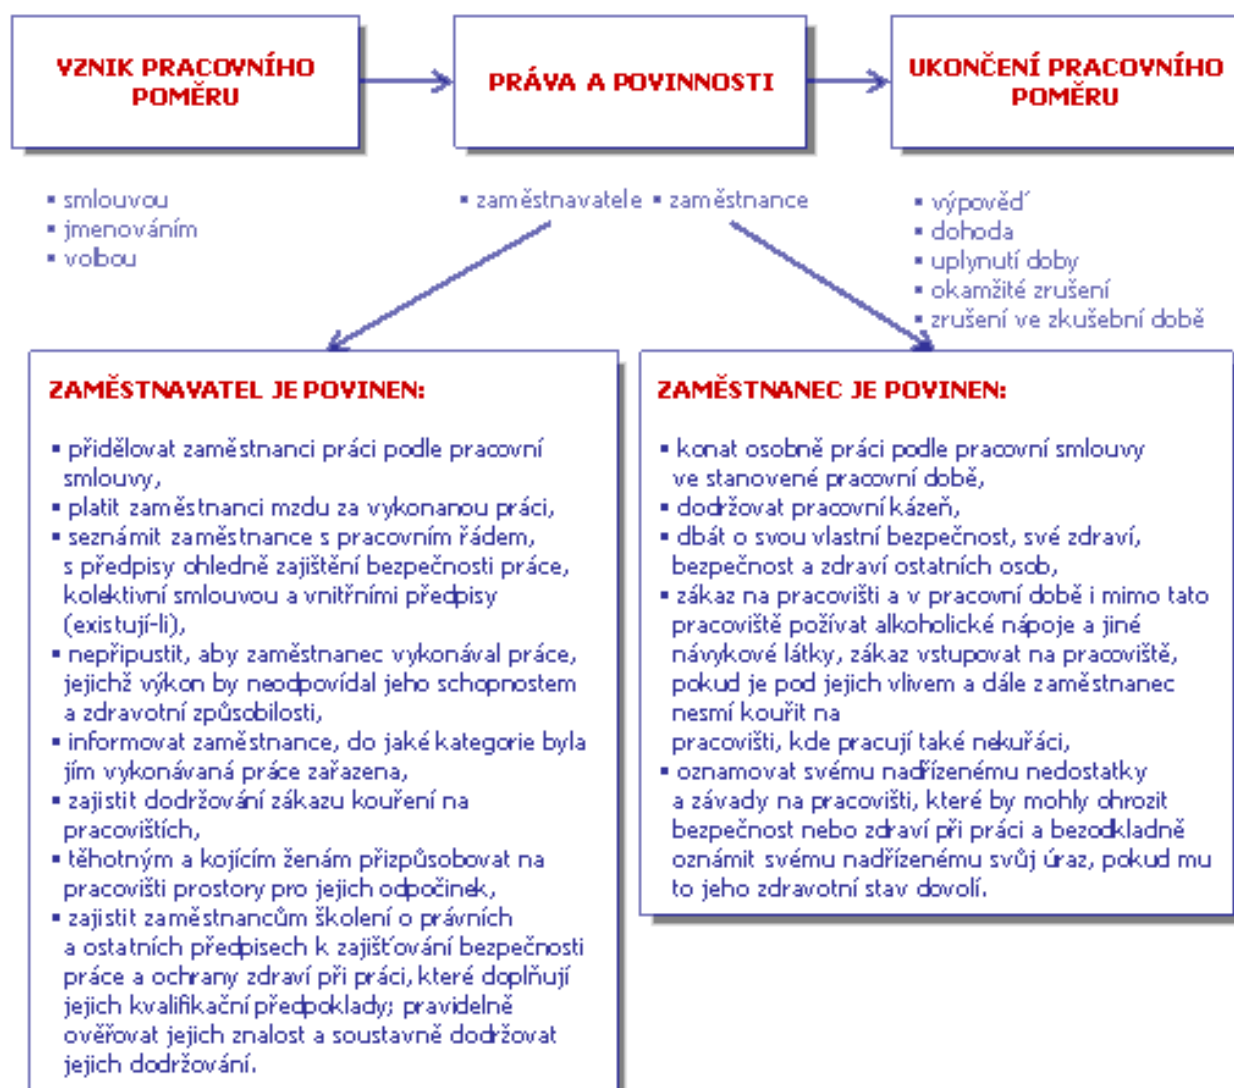 VZNIK PRACOVNÍHO
POMĚRU
PRÁVA A POVINNOSTI
UKONČENÍ PRACOVNÍHO
POMĚRU
▪ smlouvou
▪ jmenováním
▪ volbou
▪ zaměstnavatele ▪ zaměstnance
▪ výpověď
▪ dohoda
▪ uplynutí doby
▪ okamžité zrušení
▪ zrušení ve zkušební době
ZAMĚSTNAVATEL JE POVINEN:
▪ přidělovat zaměstnanci práci podle pracovní
smlouvy,
▪ platit zaměstnanci mzdu za vykonanou práci,
▪ seznámit zaměstnance s pracovním řádem,
s předpisy ohledně zajištění bezpečnosti práce,
kolektivní smlouvou a vnitřními předpisy
(existují-li),
▪ nepřipustit, aby zaměstnanec vykonával práce,
jejichž výkon by neodpovídal jeho schopnostem
a zdravotní způsobilosti,
▪ informovat zaměstnance, do jaké kategorie byla
jím vykonávaná práce zařazena,
▪ zajistit dodržování zákazu kouření na
pracovištích,
▪ těhotným a kojícím ženám přizpůsobovat na
pracovišti prostory pro jejich odpočinek,
▪ zajistit zaměstnancům školení o právních
a ostatních předpisech k zajišťování bezpečnosti
práce a ochrany zdraví při práci, které doplňují
jejich kvalifikační předpoklady; pravidelně
ověřovat jejich znalost a soustavně dodržovat
jejich dodržování.
ZAMĚSTNANEC JE POVINEN:
▪ konat osobně práci podle pracovní smlouvy
ve stanovené pracovní době,
▪ dodržovat pracovní kázeň,
▪ dbát o svou vlastní bezpečnost, své zdraví,
bezpečnost a zdraví ostatních osob,
▪ zákaz na pracovišti a v pracovní době i mimo tato
pracoviště požívat alkoholické nápoje a jiné
návykové látky, zákaz vstupovat na pracoviště,
pokud je pod jejich vlivem a dále zaměstnanec
nesmí kouřit na
pracovišti, kde pracují také nekuřáci,
▪ oznamovat svému nadřízenému nedostatky
a závady na pracovišti, které by mohly ohrozit
bezpečnost nebo zdraví při práci a bezodkladně
oznámit svému nadřízenému svůj úraz, pokud mu
to jeho zdravotní stav dovolí.